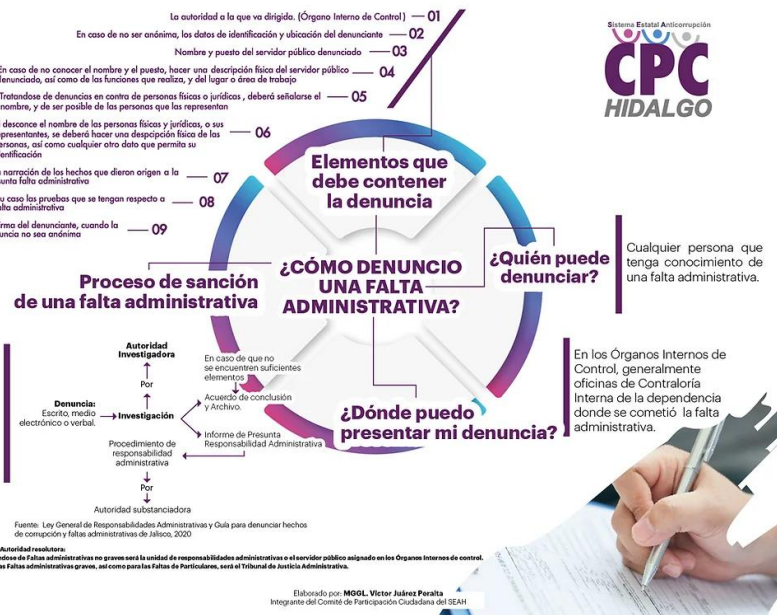 La autoridad a la que va dirigida. (Órgano Interno de Control) — 01
En caso de no ser anónima, los datos de identificación y ubicación del denunciante — 02
Nombre y puesto del servidor público denunciado — 03
En caso de no conocer el nombre y el puesto, hacer una descripción física del servidor público
denunciado, así como de las funciones que realiza, y del lugar o área de trabajo — 04
Tratandose de denuncias en contra de personas físicas o jurídicas , deberá señalarse el
nombre, y de ser posible de las personas que las representan — 05
desconce el nombre de las personas físicas y jurídicas, o sus
presentantes, se deberá hacer una despcipción física de las
personas, así como cualquier otro dato que permita su
dentificación — 06
narración de los hechos que dieron origen a la
sunta falta administrativa — 07
u caso las pruebas que se tengan respecto a
alta administrativa — 08
irma del denunciante, cuando la
uncia no sea anónima — 09
Sistema Estatal Anticorrupción
CPC
HIDALGO
Elementos que
debe contener
la denuncia
¿CÓMO DENUNCIO
UNA FALTA
ADMINISTRATIVA?
¿Quién puede
denunciar?
Cualquier persona que
tenga conocimiento de
una falta administrativa.
Proceso de sanción
de una falta administrativa
¿Dónde puedo
presentar mi denuncia?
En los Órganos Internos de
Control, generalmente
oficinas de Contraloría
Interna de la dependencia
donde se cometió la falta
administrativa.
Autoridad
Investigadora
Por
Denuncia:
Escrito, medio
electrónico o verbal.
Investigación
En caso de que no
se encuentren suficientes
elementos
Acuerdo de conclusión
y Archivo.
Informe de Presunta
Responsabilidad Administrativa
Procedimiento de
responsabilidad
administrativa
Por
Autoridad substanciadora
Fuente: Ley General de Responsabilidades Administrativas y Guía para denunciar hechos
de corrupción y faltas administrativas de Jalisco, 2020
Autoridad resolutora:
ndose de Faltas administrativas no graves será la unidad de responsabilidades administrativas o el servidor público asignado en los Órganos Internos de control.
as Faltas administrativas graves, así como para las Faltas de Particulares, será el Tribunal de Justicia Administrativa.
Elaborado por: MGGL. Víctor Juárez Peralta
Integrante del Comité de Participación Ciudadana del SEAH